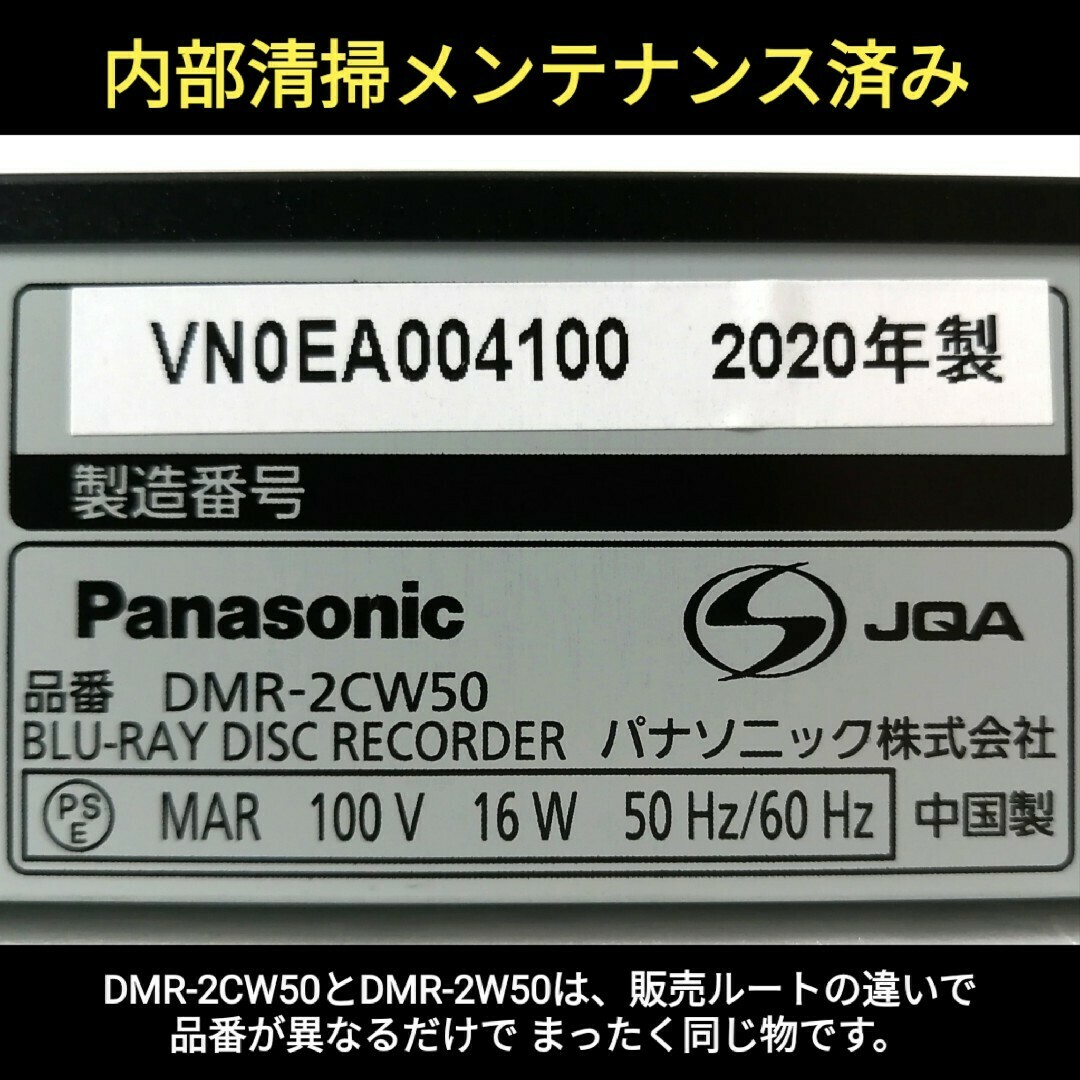 内部清掃メンテナンス済み
VN0EA004100 2020年製
製造番号
Panasonic JQA
品番 DMR-2CW50
BLU-RAY DISC RECORDER パナソニック株式会社
PSE MAR 100 V 16 W 50 Hz/60 Hz 中国製
DMR-2CW50とDMR-2W50は、販売ルートの違いで
品番が異なるだけで まったく同じ物です。